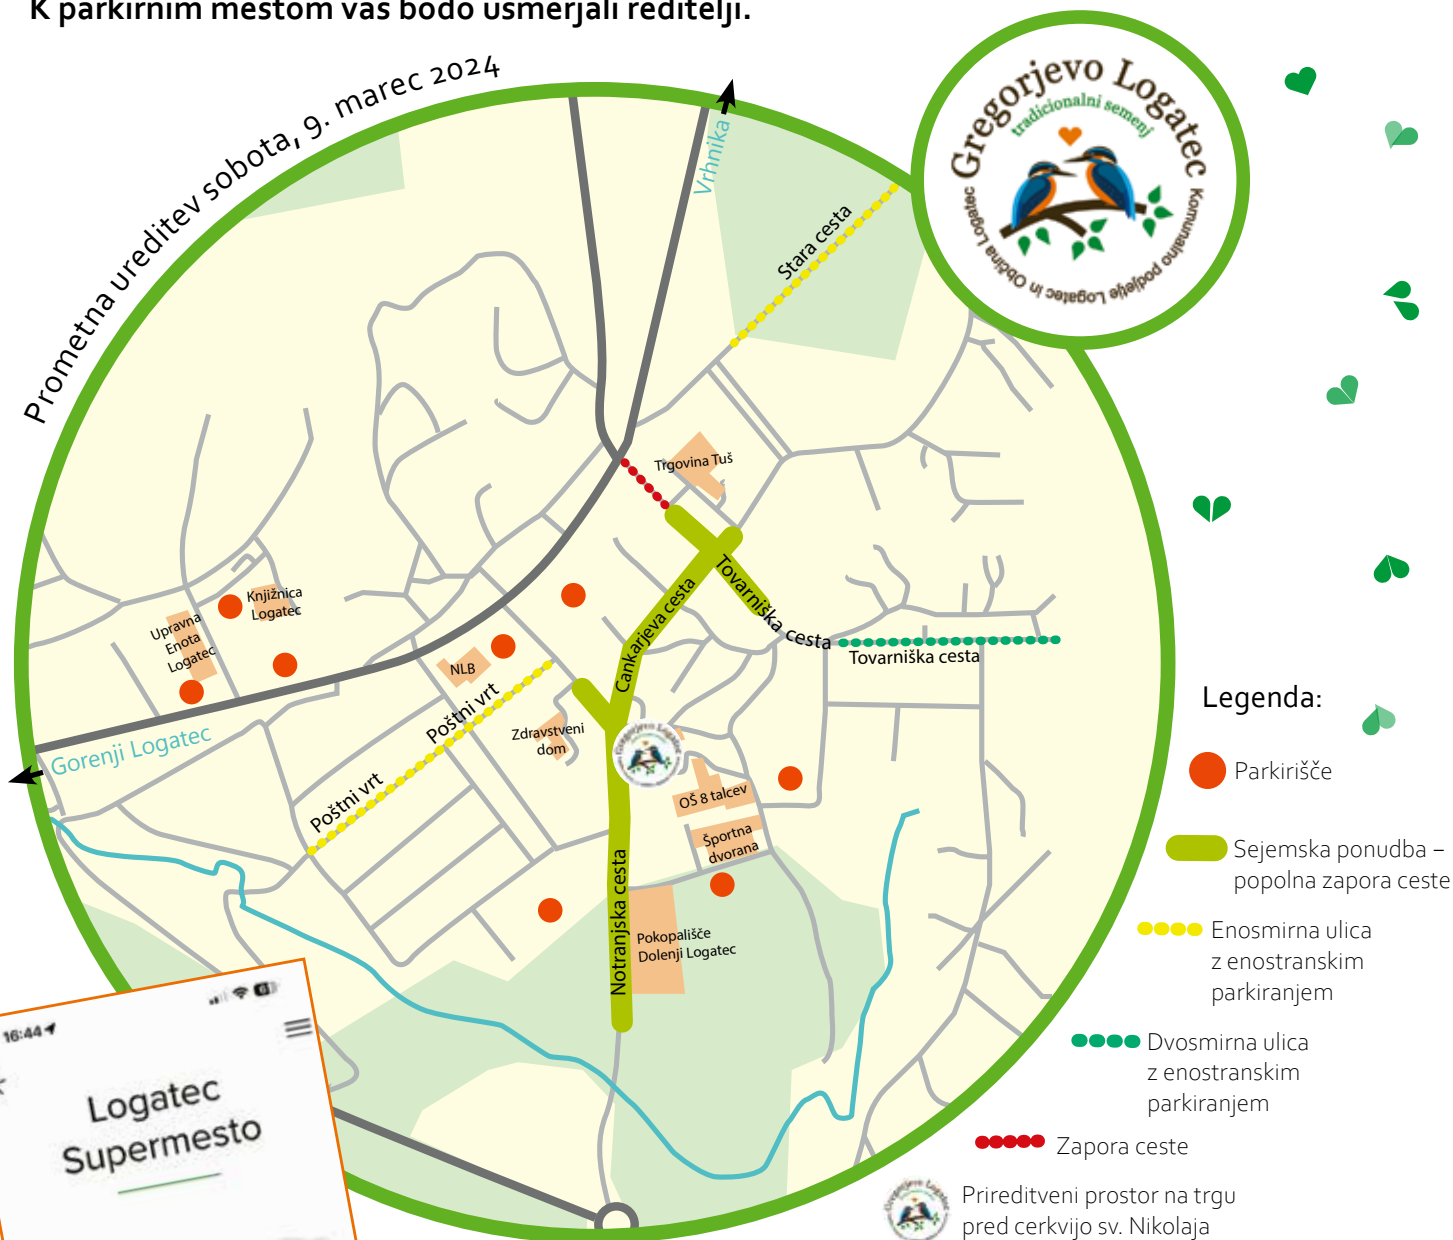 K parkirnim mestom vas bodo usmerjali reditelji.
Prometna ureditev sobota, 9. marec 2024
Gregorjevo Logatec
tradicionalni semenj
Komunalno podjetje Logatec in Občina Logatec
Vrhnika
Stara cesta
Trgovina Tuš
Knjižnica
Logatec
Upravna
Enota
Logatec
NLB
Cankarjeva cesta
Tovarniška cesta
Tovarniška cesta
Poštni vrt
Poštni vrt
Zdravstveni
dom
Gregorjevo Logatec
Gorenji Logatec
OŠ 8 talcev
Športna
dvorana
Notranjska cesta
Pokopališče
Dolenji Logatec
16:44
Logatec
Supermesto
Legenda:
Parkirišče
Sejemska ponudba –
popolna zapora ceste
Enosmirna ulica
z enostranskim
parkiranjem
Dvosmirna ulica
z enostranskim
parkiranjem
Zapora ceste
Gregorjevo Logatec
Prireditveni prostor na trgu
pred cerkvijo sv. Nikolaja